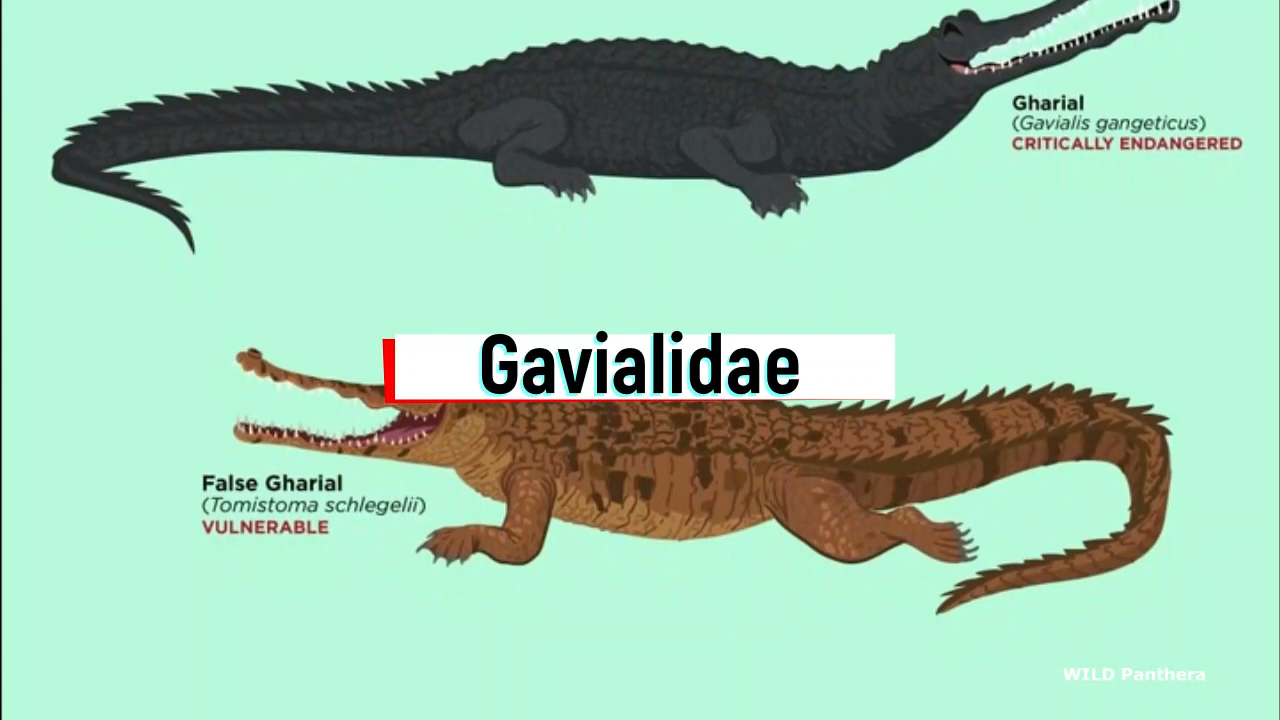 Gharial
(Gavialis gangeticus)
CRITICALLY ENDANGERED
Gavialidae
False Gharial
(Tomistoma schlegelii)
VULNERABLE
WILD Panthera